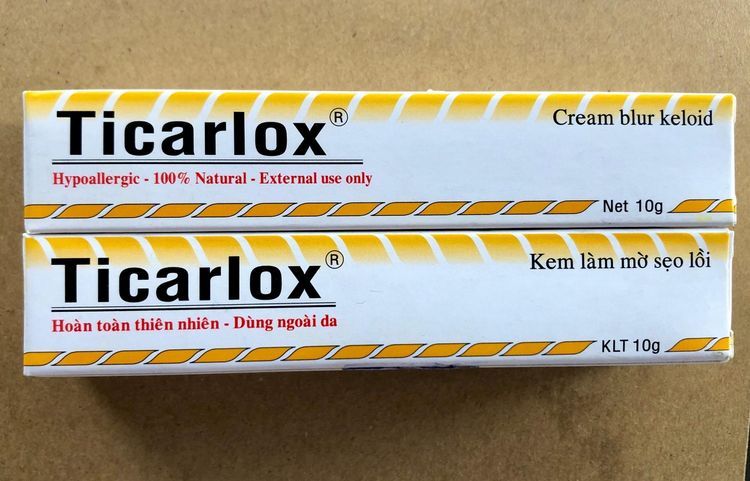 Ticarlox®
Cream blur keloid
Hypoallergic - 100% Natural - External use only
Net 10g
Ticarlox®
Kem làm mờ sẹo lồi
Hoàn toàn thiên nhiên - Dùng ngoài da
KLT 10g